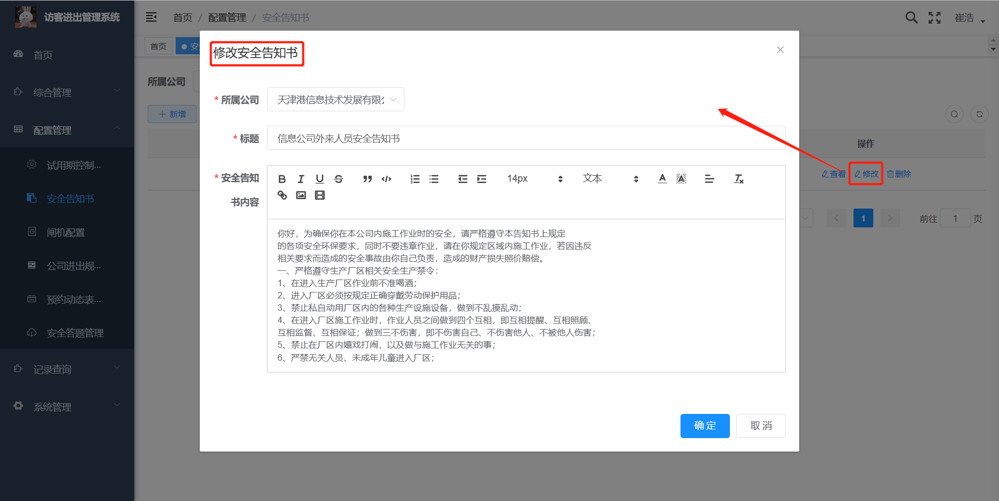 访客进出管理系统
首页 / 配置管理 / 安全告知书
崔浩
首页
首页
综合管理
配置管理
试用期控制...
安全告知书
闸机配置
公司进出规...
预约动态表...
安全答题管理
记录查询
系统管理
所属公司
+ 新增
操作
查看 修改 删除
1
前往 1 页
修改安全告知书
* 所属公司
天津港信息技术发展有限
* 标题
信息公司外来人员安全告知书
* 安全告知
书内容
14px
文本
你好，为确保你在本公司内施工作业时的安全，请严格遵守本告知书上规定
的各项安全环保要求，同时不要违章作业，请在你规定区域内施工作业，若因违反
相关要求而造成的安全事故由你自己负责，造成的财产损失照价赔偿。
一、严格遵守生产厂区相关安全生产禁令：
1、在进入生产厂区作业前不准喝酒；
2、进入厂区必须按规定正确穿戴劳动保护用品；
3、禁止私自动用厂区内的各种生产设施设备，做到不乱摸乱动；
4、在进入厂区施工作业时，作业人员之间做到四个互相，即互相提醒、互相照顾、
互相监督、互相保证；做到三不伤害，即不伤害自己、不伤害他人、不被他人伤害；
5、禁止在厂区内嬉戏打闹，以及做与施工作业无关的事；
6、严禁无关人员、未成年儿童进入厂区；
确 定
取 消